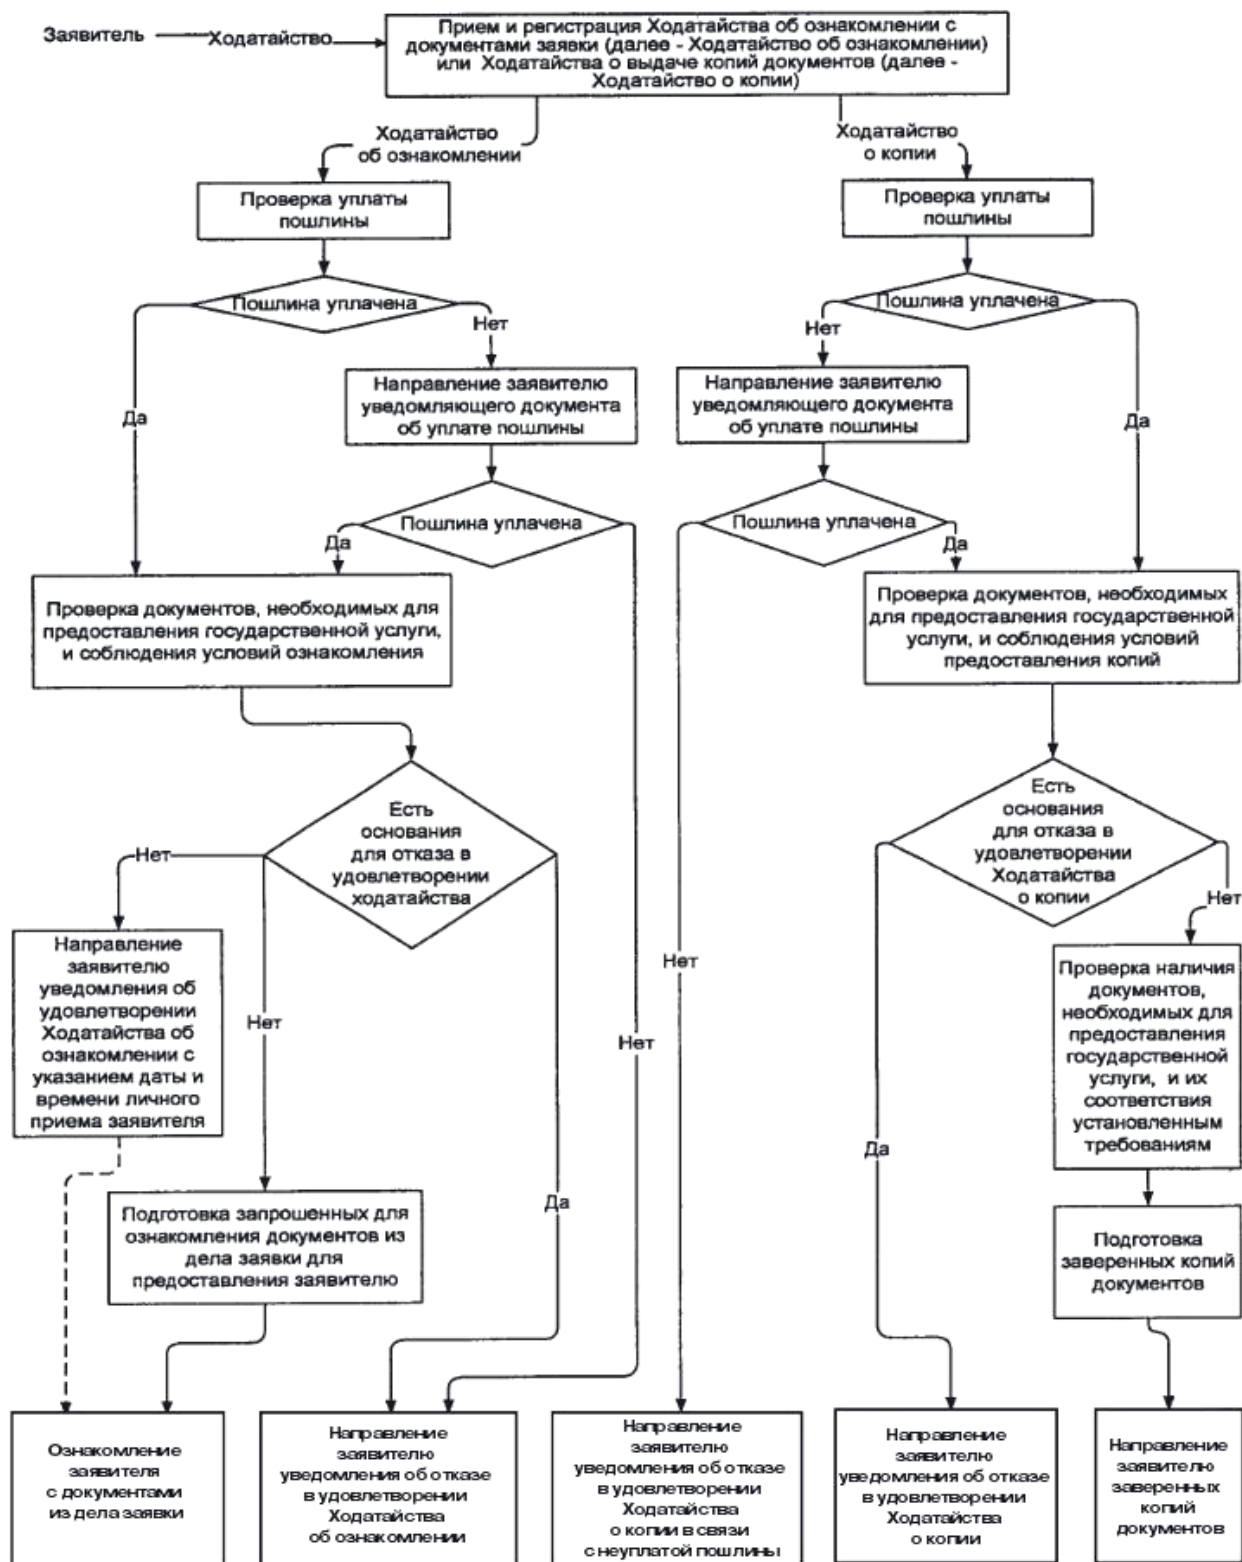 Заявитель
Ходатайство
Прием и регистрация Ходатайства об ознакомлении с
документами заявки (далее - Ходатайство об ознакомлении)
или Ходатайства о выдаче копий документов (далее -
Ходатайство о копии)
Ходатайство
об ознакомлении
Ходатайство
о копии
Проверка уплаты
пошлины
Проверка уплаты
пошлины
Пошлина уплачена
Пошлина уплачена
Нет
Нет
Направление заявителю
уведомляющего документа
об уплате пошлины
Направление заявителю
уведомляющего документа
об уплате пошлины
Да
Да
Пошлина уплачена
Пошлина уплачена
Да
Да
Проверка документов, необходимых для
предоставления государственной услуги,
и соблюдения условий ознакомления
Проверка документов, необходимых
для предоставления государственной
услуги, и соблюдения условий
предоставления копий
Есть
основания
для отказа в
удовлетворении
ходатайства
Есть
основания
для отказа в
удовлетворении
Ходатайства
о копии
Нет
Нет
Направление
заявителю
уведомления об
удовлетворении
Ходатайства об
ознакомлении с
указанием даты и
времени личного
приема заявителя
Нет
Нет
Нет
Проверка наличия
документов,
необходимых для
предоставления
государственной
услуги, и их
соответствия
установленным
требованиям
Да
Да
Подготовка запрошенных для
ознакомления документов из
дела заявки для
предоставления заявителю
Подготовка
заверенных копий
документов
Ознакомление
заявителя
с документами
из дела заявки
Направление
заявителю
уведомления об отказе
в удовлетворении
Ходатайства
об ознакомлении
Направление
заявителю
уведомления об отказе
в удовлетворении
Ходатайства
о копии в связи
с неуплатой пошлины
Направление
заявителю
уведомления об отказе
в удовлетворении
Ходатайства
о копии
Направление
заявителю
заверенных
копий
документов